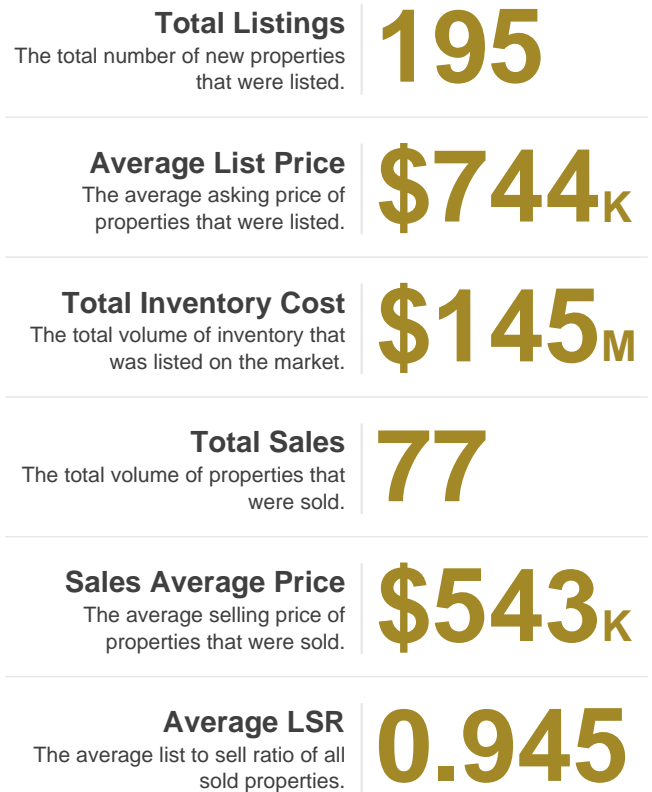 Total Listings
The total number of new properties
that were listed.
195
Average List Price
The average asking price of
properties that were listed.
$744K
Total Inventory Cost
The total volume of inventory that
was listed on the market.
$145M
Total Sales
The total volume of properties that
were sold.
77
Sales Average Price
The average selling price of
properties that were sold.
$543K
Average LSR
The average list to sell ratio of all
sold properties.
0.945